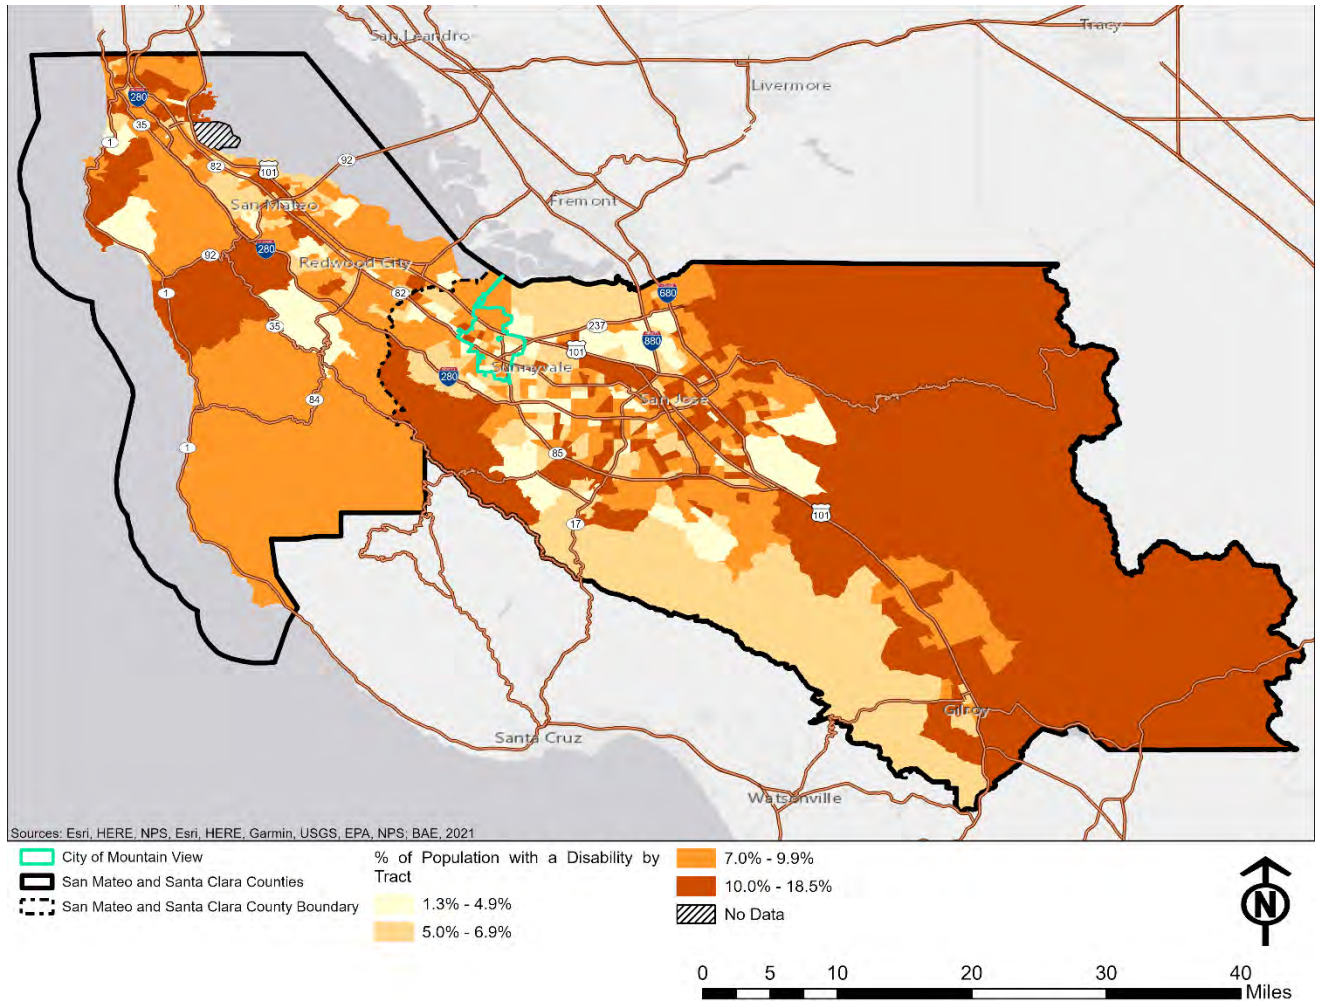 San Leandro
Tracy
Livermore
280
35
1
82
101
92
San Mateo
Fremont
92
280
Redwood City
1
82
680
35
237
880
101
Sunnyvale
280
84
San Jose
1
85
101
17
Gilroy
Santa Cruz
Watsonville
Sources: Esri, HERE, NPS, Esri, HERE, Garmin, USGS, EPA, NPS; BAE, 2021
City of Mountain View
San Mateo and Santa Clara Counties
San Mateo and Santa Clara County Boundary
% of Population with a Disability by
Tract
1.3% - 4.9%
5.0% - 6.9%
7.0% - 9.9%
10.0% - 18.5%
No Data
N
0 5 10 20 30 40
Miles